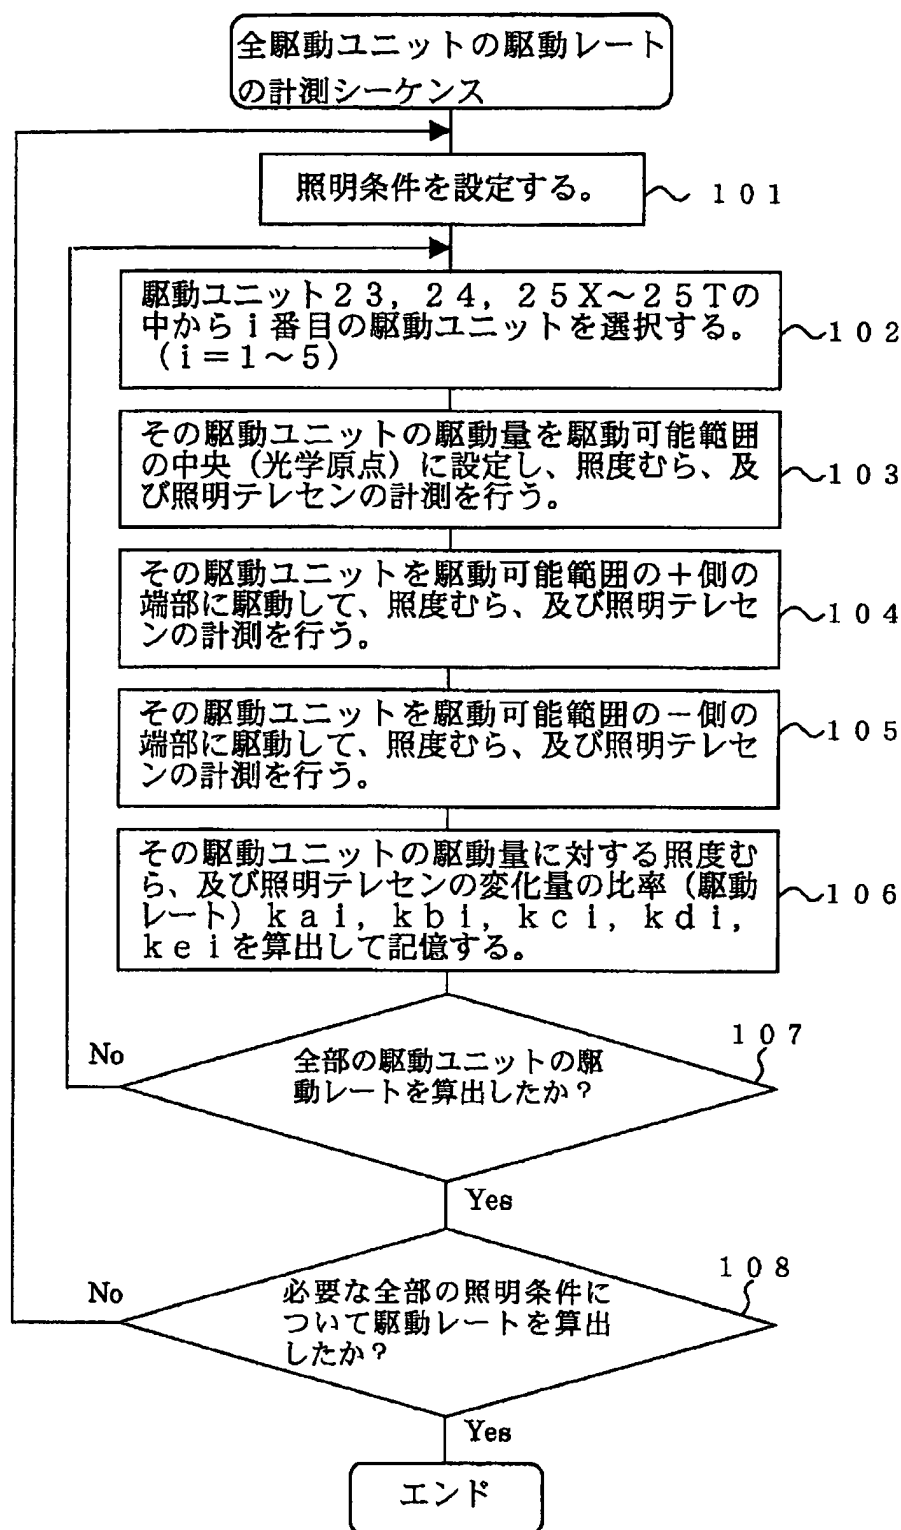 全駆動ユニットの駆動レート
の計測シーケンス
照明条件を設定する。
101
駆動ユニット23，24，25X～25Tの
中からi番目の駆動ユニットを選択する。
（i＝1～5）
102
その駆動ユニットの駆動量を駆動可能範囲
の中央（光学原点）に設定し、照度むら、及
び照明テレセンの計測を行う。
103
その駆動ユニットを駆動可能範囲の＋側の
端部に駆動して、照度むら、及び照明テレセ
ンの計測を行う。
104
その駆動ユニットを駆動可能範囲の－側の
端部に駆動して、照度むら、及び照明テレセ
ンの計測を行う。
105
その駆動ユニットの駆動量に対する照度む
ら、及び照明テレセンの変化量の比率（駆動
レート）kai，kbi，kci，kdi，
keiを算出して記憶する。
106
107
No
全部の駆動ユニットの駆
動レートを算出したか？
Yes
108
No
必要な全部の照明条件に
ついて駆動レートを算出
したか？
Yes
エンド